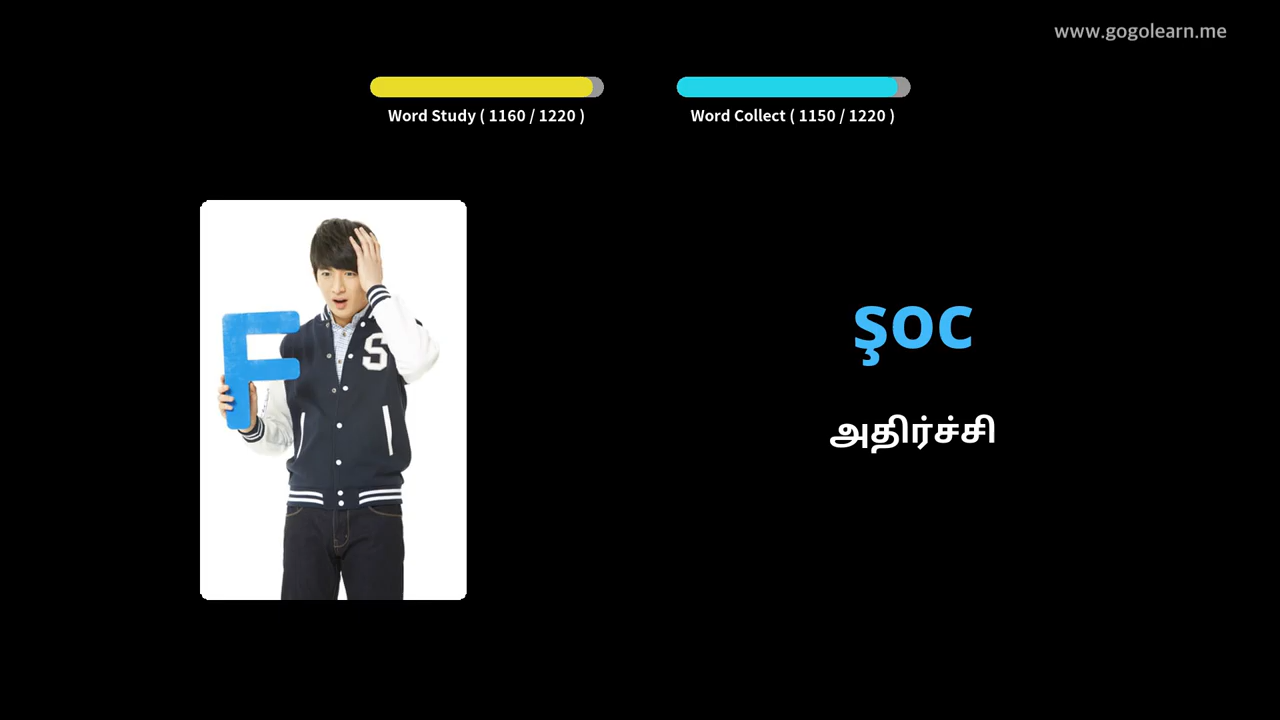 www.gogolearn.me
Word Study ( 1160 / 1220 )
Word Collect ( 1150 / 1220 )
F
S
şoc
அதிர்ச்சி